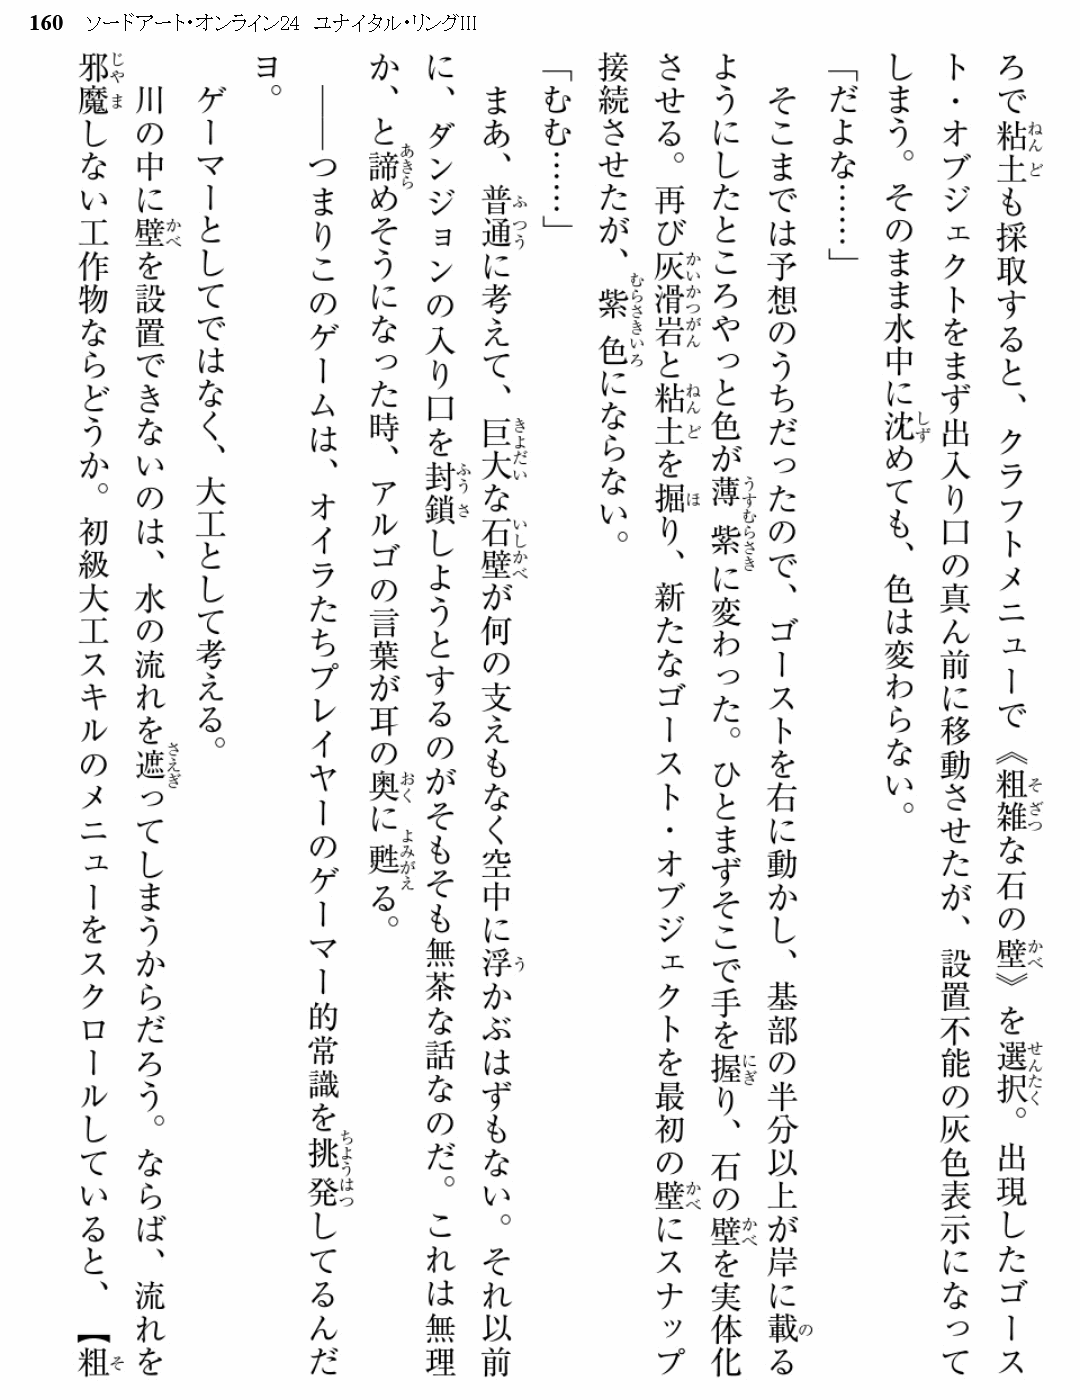 160 ソードアート・オンライン24 ユナイタル・リングIII
ろで粘土も採取すると、クラフトメニューで《粗雑な石の壁》を選択。出現したゴース
ト・オブジェクトをまず出入り口の真ん前に移動させたが、設置不能の灰色表示になって
しまう。そのまま水中に沈めても、色は変わらない。
「だよな……」
そこまでは予想のうちだったので、ゴーストを右に動かし、基部の半分以上が岸に載る
ようにしたところやっと色が薄紫に変わった。ひとまずそこで手を握り、石の壁を実体化
させる。再び灰滑岩と粘土を掘り、新たなゴースト・オブジェクトを最初の壁にスナップ
接続させたが、紫色にならない。
「むむ……」
まあ、普通に考えて、巨大な石壁が何の支えもなく空中に浮かぶはずもない。それ以前
に、ダンジョンの入り口を封鎖しようとするのがそもそも無茶な話なのだ。これは無理
か、と諦めそうになった時、アルゴの言葉が耳の奥に甦る。
――つまりこのゲームは、オイラたちプレイヤーのゲーマー的常識を挑発してるんだ
ヨ。
ゲーマーとしてではなく、大工として考える。
川の中に壁を設置できないのは、水の流れを遮ってしまうからだろう。ならば、流れを
邪魔しない工作物ならどうか。初級大工スキルのメニューをスクロールしていると、【粗